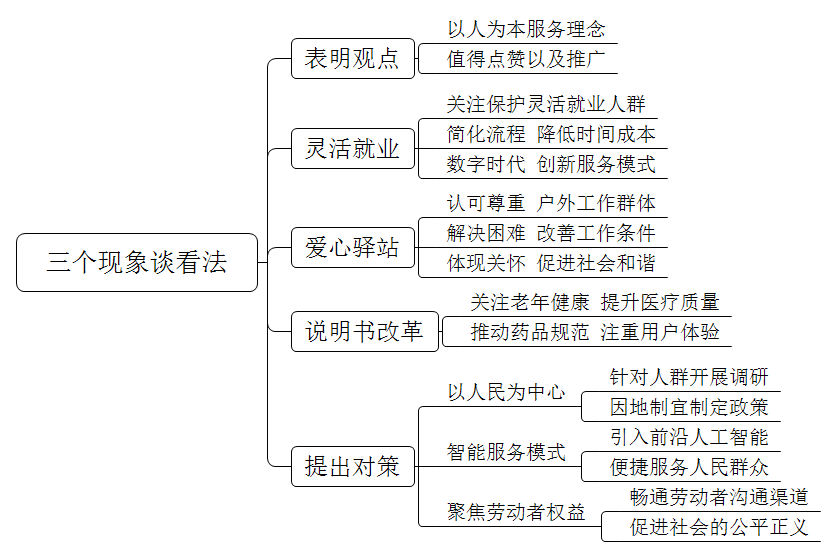 三个现象谈看法
表明观点
以人为本服务理念
值得点赞以及推广
灵活就业
关注保护灵活就业人群
简化流程 降低时间成本
数字时代 创新服务模式
爱心驿站
认可尊重 户外工作群体
解决困难 改善工作条件
体现关怀 促进社会和谐
说明书改革
关注老年健康 提升医疗质量
推动药品规范 注重用户体验
提出对策
以人民为中心
针对人群开展调研
因地制宜制定政策
智能服务模式
引入前沿人工智能
便捷服务人民群众
聚焦劳动者权益
畅通劳动者沟通渠道
促进社会的公平正义